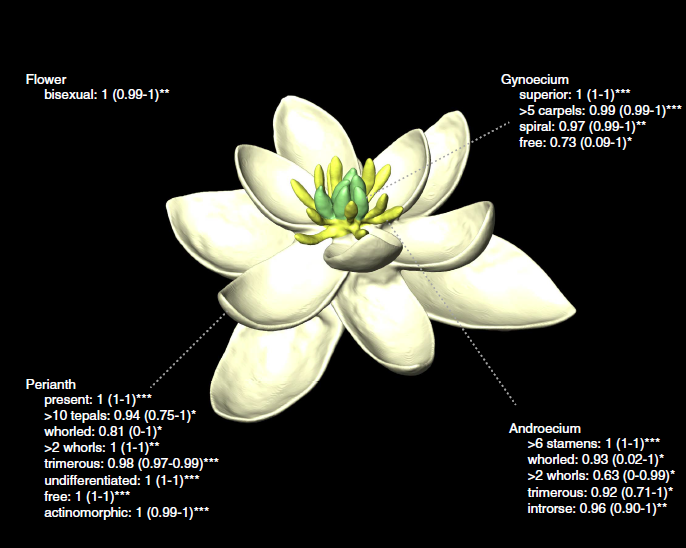 Flower
bisexual: 1 (0.99-1)**
Gynoecium
superior: 1 (1-1)***
>5 carpels: 0.99 (0.99-1)***
spiral: 0.97 (0.99-1)**
free: 0.73 (0.09-1)*
Perianth
present: 1 (1-1)***
>10 tepals: 0.94 (0.75-1)*
whorled: 0.81 (0-1)*
>2 whorls: 1 (1-1)**
trimerous: 0.98 (0.97-0.99)***
undifferentiated: 1 (1-1)***
free: 1 (1-1)***
actinomorphic: 1 (0.99-1)***
Androecium
>6 stamens: 1 (1-1)***
whorled: 0.93 (0.02-1)*
>2 whorls: 0.63 (0-0.99)*
trimerous: 0.92 (0.71-1)*
introrse: 0.96 (0.90-1)**